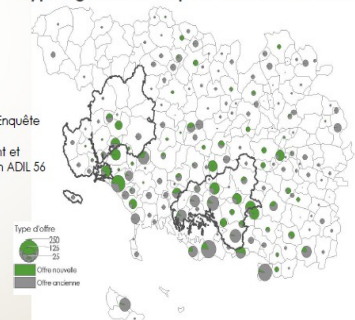 Enquête
nt et
n ADIL 56
Type d'offre
250
125
25
Offre nouvelle
Offre ancienne